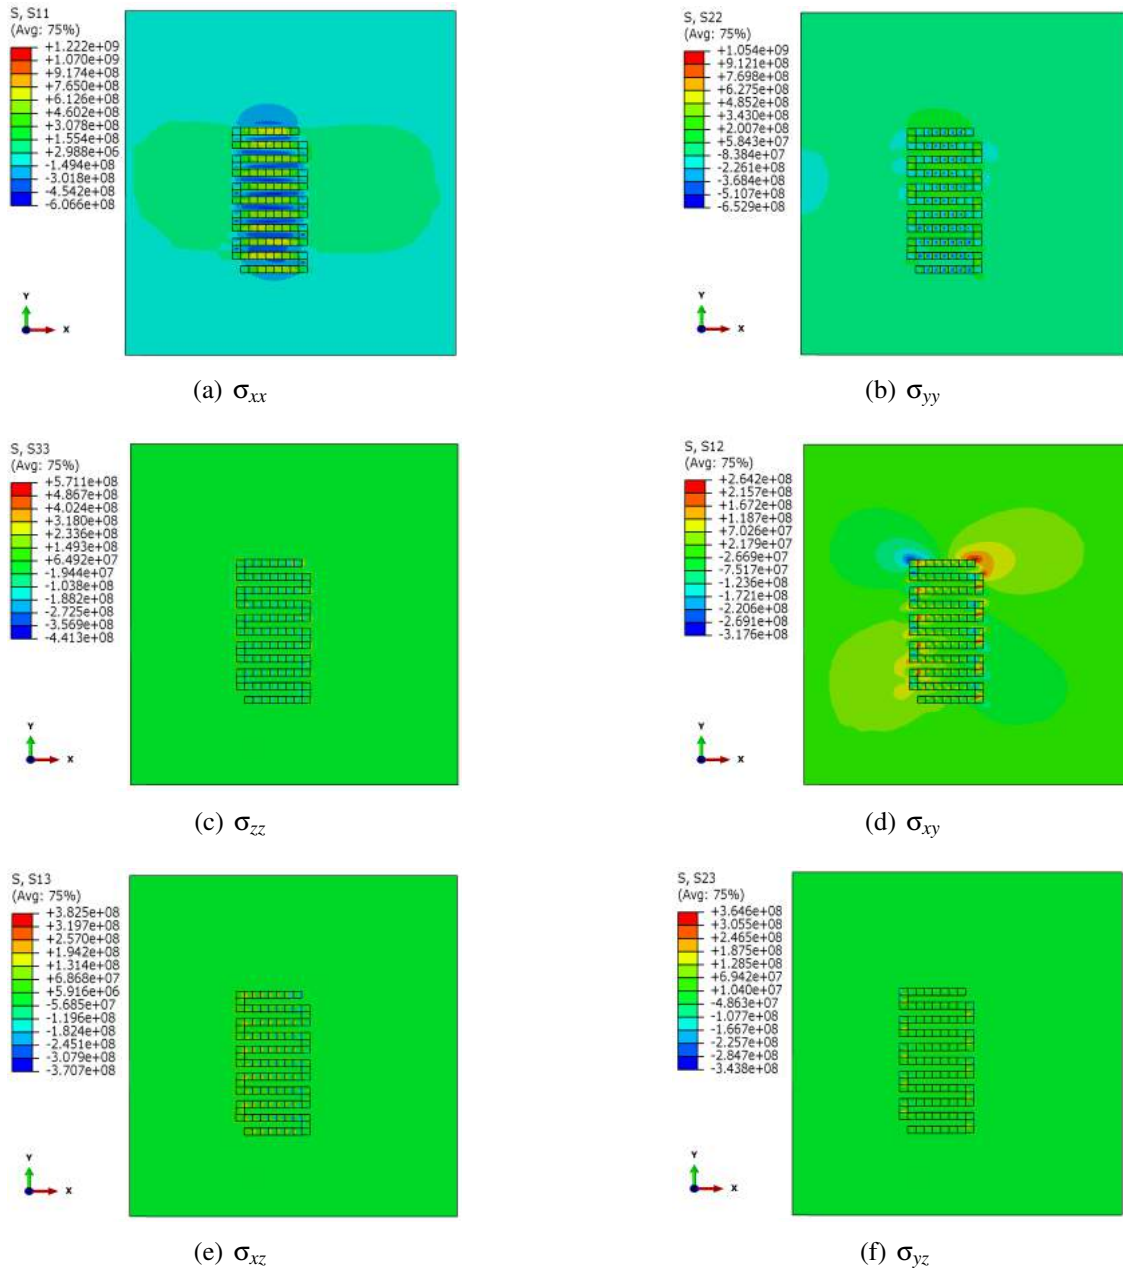 S, S11
(Avg: 75%)
+1.222e+09
+1.070e+09
+9.174e+08
+7.650e+08
+6.126e+08
+4.602e+08
+3.078e+08
+1.554e+08
+2.988e+06
-1.494e+08
-3.018e+08
-4.542e+08
-6.066e+08
Y
X
(a) σxx
S, S22
(Avg: 75%)
+1.054e+09
+9.121e+08
+7.698e+08
+6.275e+08
+4.852e+08
+3.430e+08
+2.007e+08
+5.843e+07
-8.384e+07
-2.261e+08
-3.684e+08
-5.107e+08
-6.529e+08
Y
X
(b) σyy
S, S33
(Avg: 75%)
+5.711e+08
+4.867e+08
+4.024e+08
+3.180e+08
+2.336e+08
+1.493e+08
+6.492e+07
-1.944e+07
-1.038e+08
-1.882e+08
-2.725e+08
-3.569e+08
-4.413e+08
Y
X
(c) σzz
S, S12
(Avg: 75%)
+2.642e+08
+2.157e+08
+1.672e+08
+1.187e+08
+7.026e+07
+2.179e+07
-2.669e+07
-7.517e+07
-1.236e+08
-1.721e+08
-2.206e+08
-2.691e+08
-3.176e+08
Y
X
(d) σxy
S, S13
(Avg: 75%)
+3.825e+08
+3.197e+08
+2.570e+08
+1.942e+08
+1.314e+08
+6.868e+07
+5.916e+06
-5.685e+07
-1.196e+08
-1.824e+08
-2.451e+08
-3.079e+08
-3.707e+08
Y
X
(e) σxz
S, S23
(Avg: 75%)
+3.646e+08
+3.055e+08
+2.465e+08
+1.875e+08
+1.285e+08
+6.942e+07
+1.040e+07
-4.863e+07
-1.077e+08
-1.667e+08
-2.257e+08
-2.847e+08
-3.438e+08
Y
X
(f) σyz